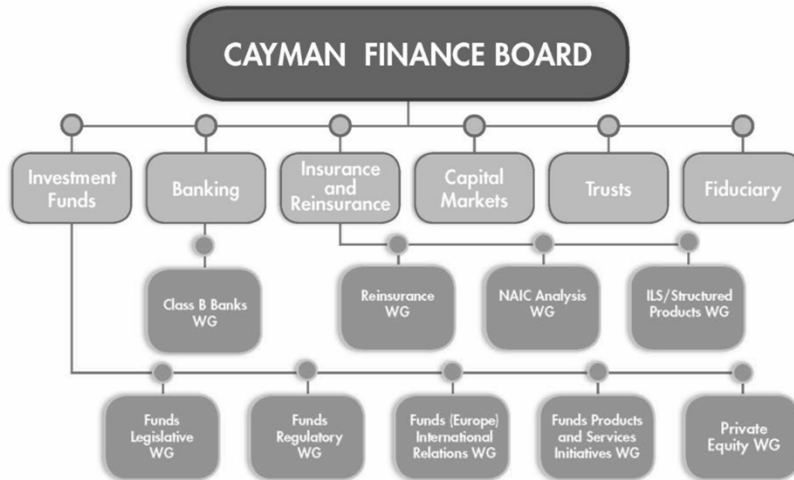 CAYMAN FINANCE BOARD
Investment
Funds
Banking
Insurance
and
Reinsurance
Capital
Markets
Trusts
Fiduciary
Class B Banks
WG
Reinsurance
WG
NAIC Analysis
WG
ILS/Structured
Products WG
Funds
Legislative
WG
Funds
Regulatory
WG
Funds (Europe)
International
Relations WG
Funds Products
and Services
Initiatives WG
Private
Equity WG